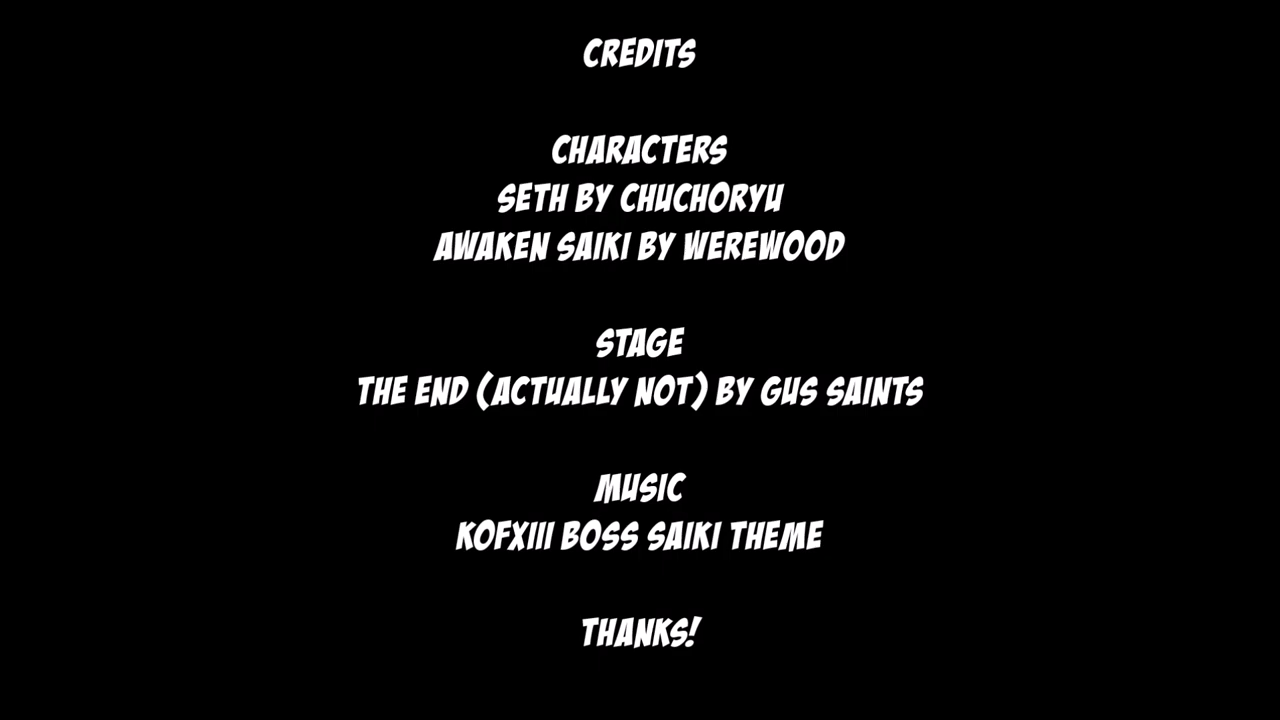 CREDITS
CHARACTERS
SETH BY CHUCHORYU
AWAKEN SAIKI BY WEREWOOD
STAGE
THE END (ACTUALLY NOT) BY GUS SAINTS
MUSIC
KOFXIII BOSS SAIKI THEME
THANKS!